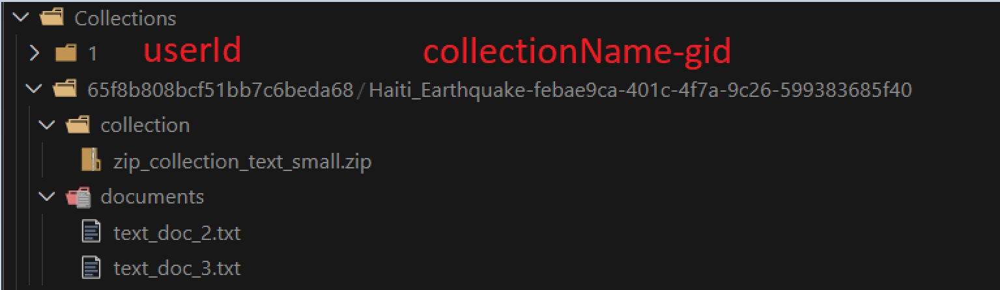 Collections
1 userId collectionName-gid
65f8b808bcf51bb7c6beda68/Haiti_Earthquake-febae9ca-401c-4f7a-9c26-599383685f40
collection
zip_collection_text_small.zip
documents
text_doc_2.txt
text_doc_3.txt